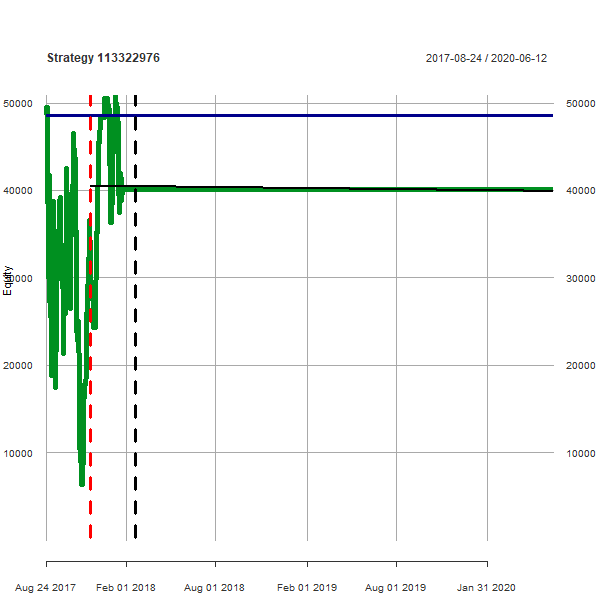 Strategy 113322976
2017-08-24 / 2020-06-12
50000
50000
40000
40000
30000
30000
Equity
20000
20000
10000
10000
Aug 24 2017
Feb 01 2018
Aug 01 2018
Feb 01 2019
Aug 01 2019
Jan 31 2020